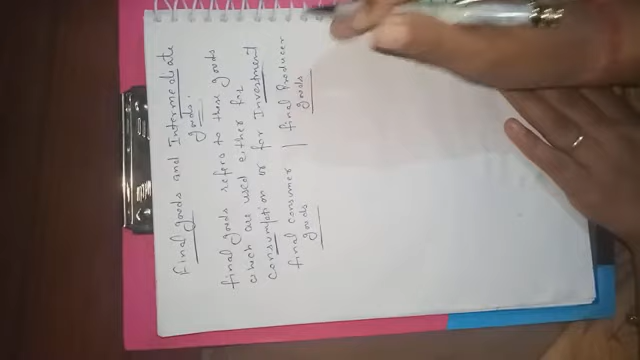 final goods and Intermediate
goods.
final goods refers to those goods
which are used either for
Consumption or for Investment
final consumer | final Producer
goods goods